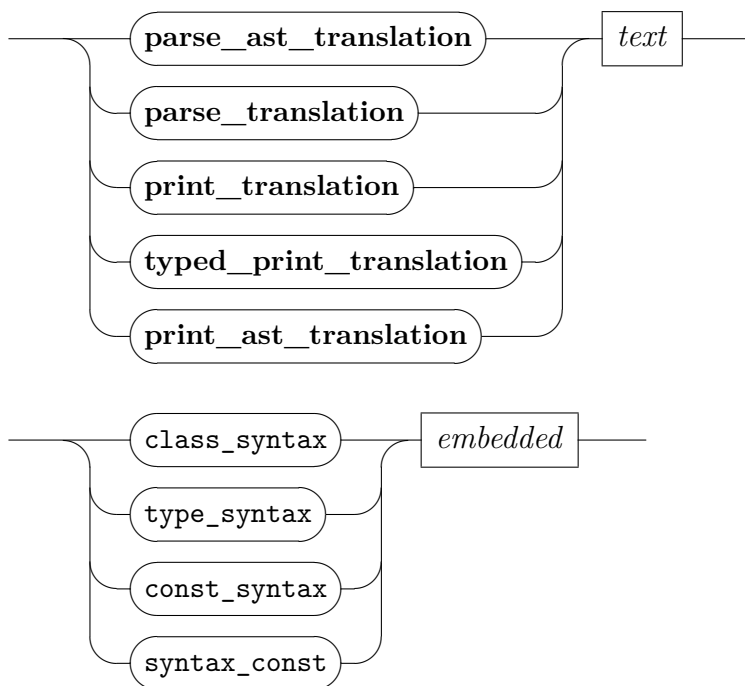 parse_ast_translation text
parse_translation
print_translation
typed_print_translation
print_ast_translation
class_syntax embedded
type_syntax
const_syntax
syntax_const